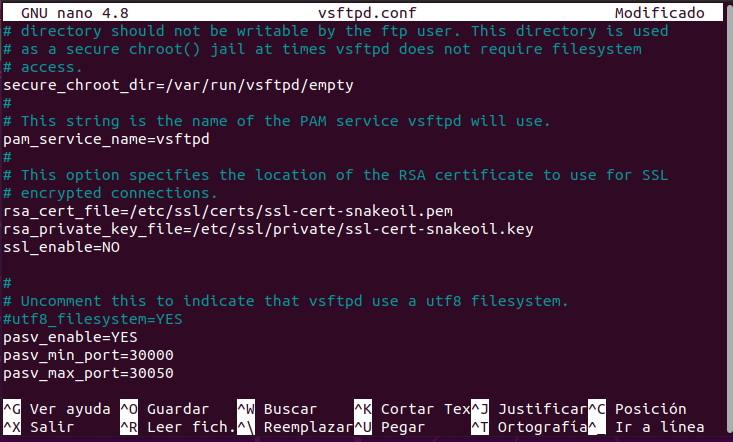 GNU nano 4.8 vsftpd.conf Modificado
# directory should not be writable by the ftp user. This directory is used
# as a secure chroot() jail at times vsftpd does not require filesystem
# access.
secure_chroot_dir=/var/run/vsftpd/empty
#
# This string is the name of the PAM service vsftpd will use.
pam_service_name=vsftpd
#
# This option specifies the location of the RSA certificate to use for SSL
# encrypted connections.
rsa_cert_file=/etc/ssl/certs/ssl-cert-snakeoil.pem
rsa_private_key_file=/etc/ssl/private/ssl-cert-snakeoil.key
ssl_enable=NO
#
# Uncomment this to indicate that vsftpd use a utf8 filesystem.
#utf8_filesystem=YES
pasv_enable=YES
pasv_min_port=30000
pasv_max_port=30050
^G Ver ayuda ^O Guardar ^W Buscar ^K Cortar Tex^J Justificar^C Posición
^X Salir ^R Leer fich.^\ Reemplazar^U Pegar ^T Ortografía^_ Ir a línea